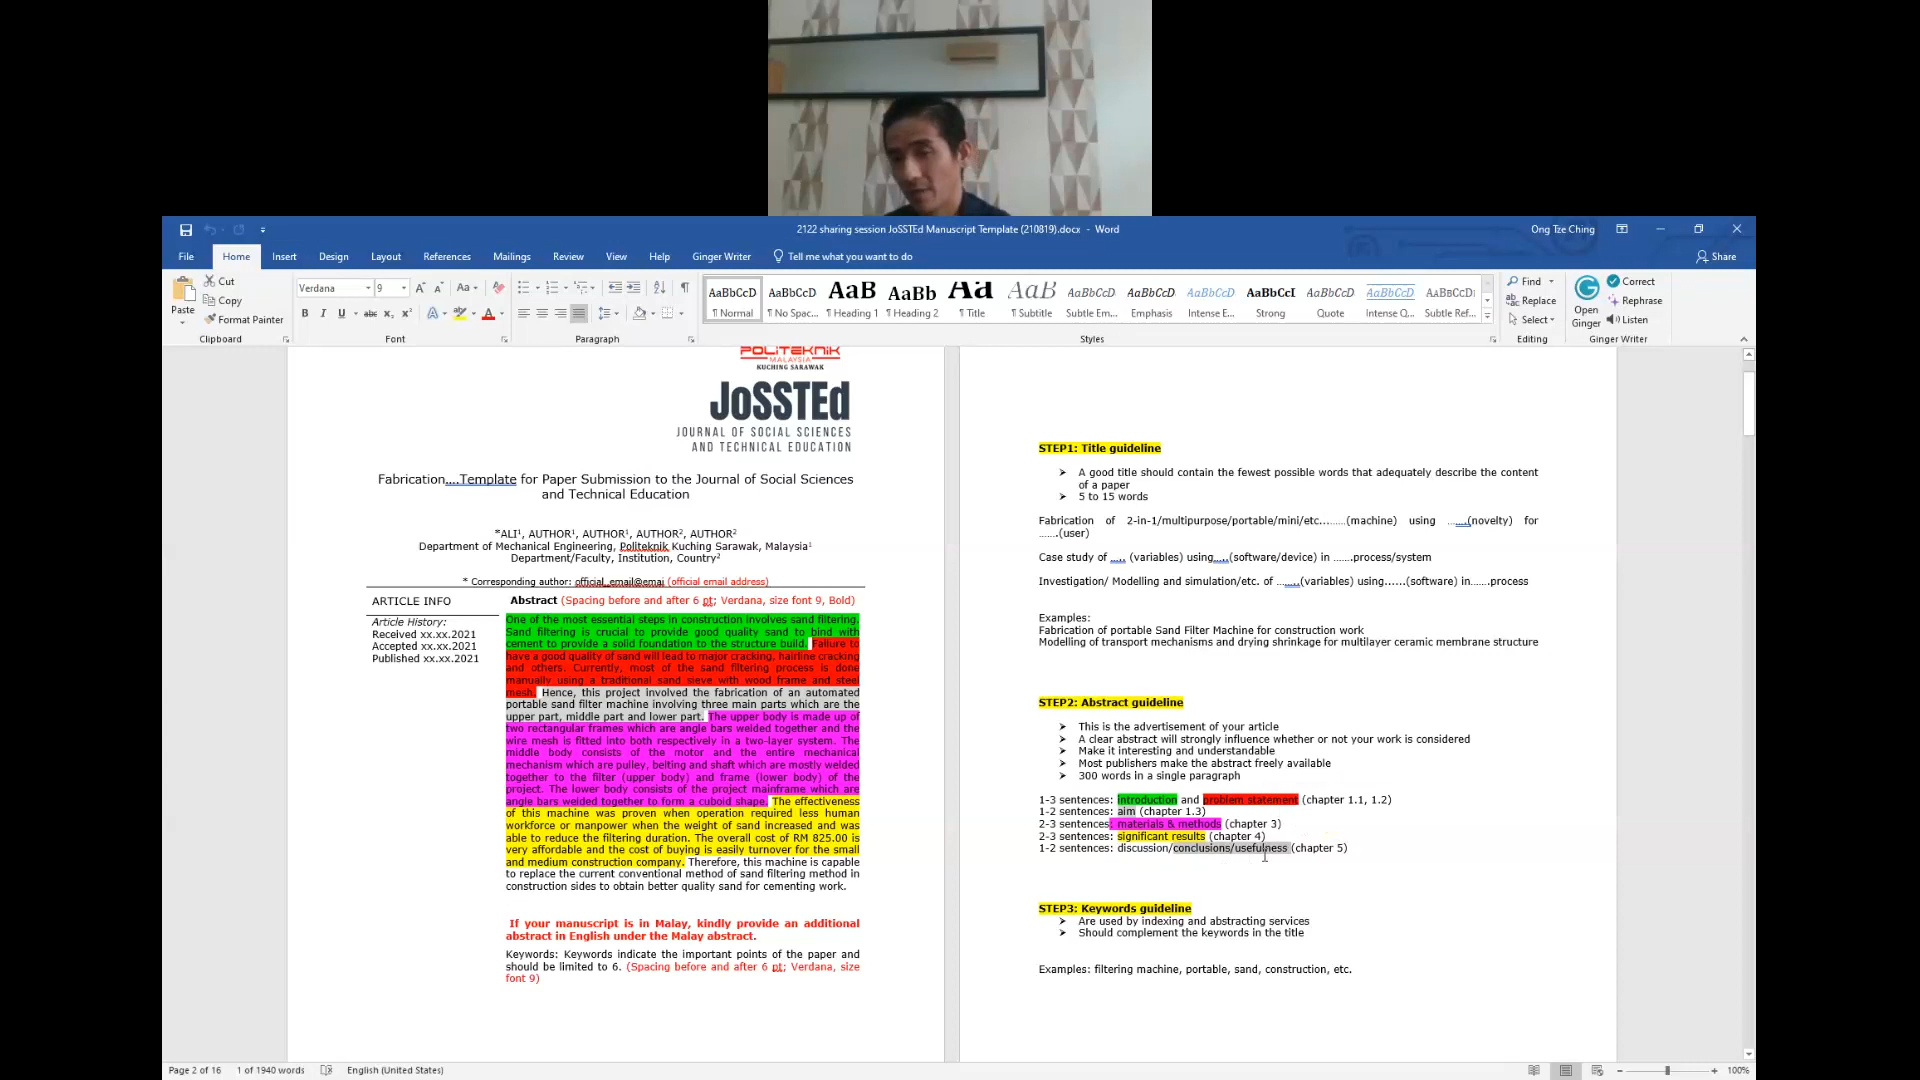 2122 sharing session JoSSTEd Manuscript Template (210819).docx - Word
Ong Tze Ching
File
Home
Insert
Design
Layout
References
Mailings
Review
View
Help
Ginger Writer
Tell me what you want to do
Share
Paste
Cut
Copy
Format Painter
Clipboard
Verdana
9
Font
Paragraph
AaBbCcD AaBbCcD AaB AaBb Aa AaB AaBbCcD AaBbCcD AaBbCcD AaBbCcI AaBbCcD AaBbCcD AaBbCcD
¶ Normal
¶ No Spac...
¶ Heading 1
¶ Heading 2
¶ Title
¶ Subtitle
Subtle Em...
Emphasis
Intense E...
Strong
Quote
Intense Q...
Subtle Ref...
Styles
Find
Replace
Select
Editing
Open Ginger
Correct
Rephrase
Listen
Ginger Writer
POLITEKNIK
MALAYSIA
KUCHING SARAWAK
JoSSTEd
JOURNAL OF SOCIAL SCIENCES
AND TECHNICAL EDUCATION
Fabrication....Template for Paper Submission to the Journal of Social Sciences
and Technical Education
*ALI¹, AUTHOR¹, AUTHOR¹, AUTHOR², AUTHOR²
Department of Mechanical Engineering, Politeknik Kuching Sarawak, Malaysia¹
Department/Faculty, Institution, Country²
* Corresponding author: official_email@emai (official email address)
ARTICLE INFO
Article History:
Received xx.xx.2021
Accepted xx.xx.2021
Published xx.xx.2021
Abstract (Spacing before and after 6 pt; Verdana, size font 9, Bold)
One of the most essential steps in construction involves sand filtering.
Sand filtering is crucial to provide good quality sand to bind with
cement to provide a solid foundation to the structure build. Failure to
have a good quality of sand will lead to major cracking, hairline cracking
and others. Currently, most of the sand filtering process is done
manually using a traditional sand sieve with wood frame and steel
mesh. Hence, this project involved the fabrication of an automated
portable sand filter machine involving three main parts which are the
upper part, middle part and lower part. The upper body is made up of
two rectangular frames which are angle bars welded together and the
wire mesh is fitted into both respectively in a two-layer system. The
middle body consists of the motor and the entire mechanical
mechanism which are pulley, belting and shaft which are mostly welded
together to the filter (upper body) and frame (lower body) of the
project. The lower body consists of the project mainframe which are
angle bars welded together to form a cuboid shape. The effectiveness
of this machine was proven when operation required less human
workforce or manpower when the weight of sand increased and was
able to reduce the filtering duration. The overall cost of RM 825.00 is
very affordable and the cost of buying is easily turnover for the small
and medium construction company. Therefore, this machine is capable
to replace the current conventional method of sand filtering method in
construction sides to obtain better quality sand for cementing work.
If your manuscript is in Malay, kindly provide an additional
abstract in English under the Malay abstract.
Keywords: Keywords indicate the important points of the paper and
should be limited to 6. (Spacing before and after 6 pt; Verdana, size
font 9)
STEP1: Title guideline
➢ A good title should contain the fewest possible words that adequately describe the content
of a paper
➢ 5 to 15 words
Fabrication of 2-in-1/multipurpose/portable/mini/etc.........(machine) using .......(novelty) for
.......(user)
Case study of ..... (variables) using.....(software/device) in .......process/system
Investigation/ Modelling and simulation/etc. of ........(variables) using......(software) in.......process
Examples:
Fabrication of portable Sand Filter Machine for construction work
Modelling of transport mechanisms and drying shrinkage for multilayer ceramic membrane structure
STEP2: Abstract guideline
➢ This is the advertisement of your article
➢ A clear abstract will strongly influence whether or not your work is considered
➢ Make it interesting and understandable
➢ Most publishers make the abstract freely available
➢ 300 words in a single paragraph
1-3 sentences: introduction and problem statement (chapter 1.1, 1.2)
1-2 sentences: aim (chapter 1.3)
2-3 sentences: materials & methods (chapter 3)
2-3 sentences: significant results (chapter 4)
1-2 sentences: discussion/conclusions/usefulness (chapter 5)
STEP3: Keywords guideline
➢ Are used by indexing and abstracting services
➢ Should complement the keywords in the title
Examples: filtering machine, portable, sand, construction, etc.
Page 2 of 16
1 of 1940 words
English (United States)
100%